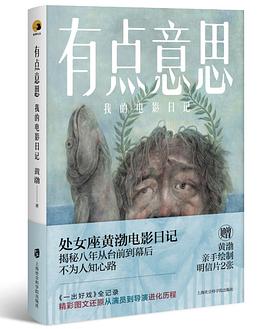 有点意思
我的电影日记
黄渤
著
有点意思
我的电影日记
处女座黄渤电影日记
揭秘八年从台前到幕后
不为人知心路
《一出好戏》全记录
精彩图文还原从演员到导演进化历程
赠
黄渤
亲手绘制
明信片2张
上海社会科学院出版社